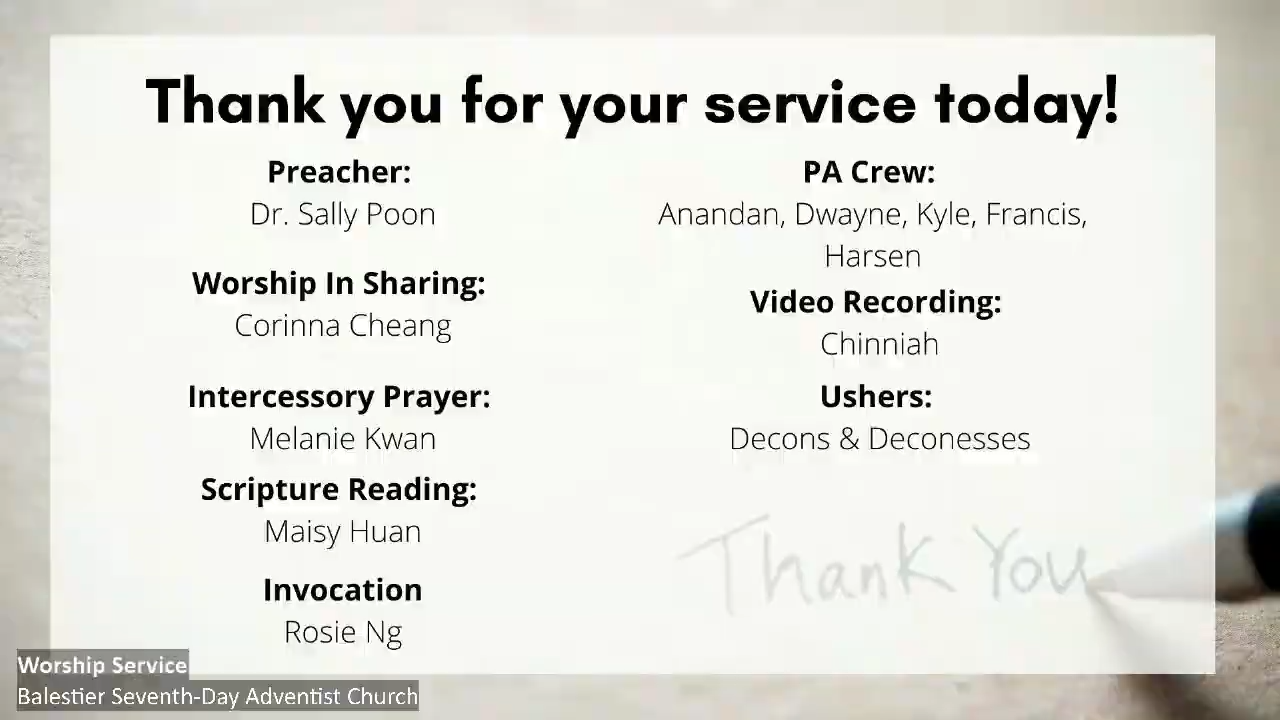 Thank you for your service today!
Preacher:
Dr. Sally Poon
Worship In Sharing:
Corinna Cheang
Intercessory Prayer:
Melanie Kwan
Scripture Reading:
Maisy Huan
Invocation
Rosie Ng
PA Crew:
Anandan, Dwayne, Kyle, Francis,
Harsen
Video Recording:
Chinniah
Ushers:
Decons & Deconesses
Thank You
Worship Service
Balestier Seventh-Day Adventist Church